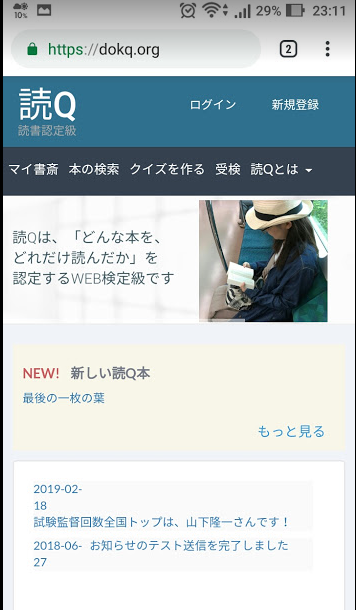 10% 29% 23:11
https://dokq.org 2
読Q
読書認定級
ログイン 新規登録
マイ書斎 本の検索 クイズを作る 受検 読Qとは
読Qは、「どんな本を、
どれだけ読んだか」を
認定するWEB検定級です
NEW! 新しい読Q本
最後の一枚の葉
もっと見る
2019-02-
18
試験監督回数全国トップは、山下隆一さんです！
2018-06- お知らせのテスト送信を完了しました
27